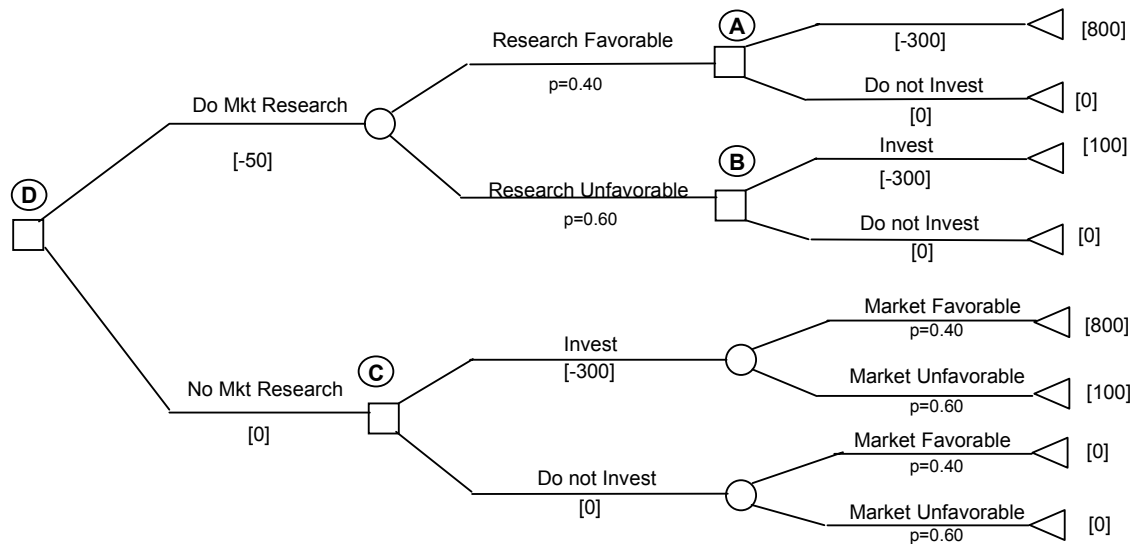 A
[-300]
[800]
Research Favorable
p=0.40
Do not Invest
[0]
[0]
Do Mkt Research
[-50]
B
Invest
[-300]
[100]
Research Unfavorable
p=0.60
Do not Invest
[0]
[0]
D
Market Favorable
p=0.40
[800]
Invest
[-300]
C
No Mkt Research
[0]
Market Unfavorable
p=0.60
[100]
Market Favorable
p=0.40
[0]
Do not Invest
[0]
Market Unfavorable
p=0.60
[0]